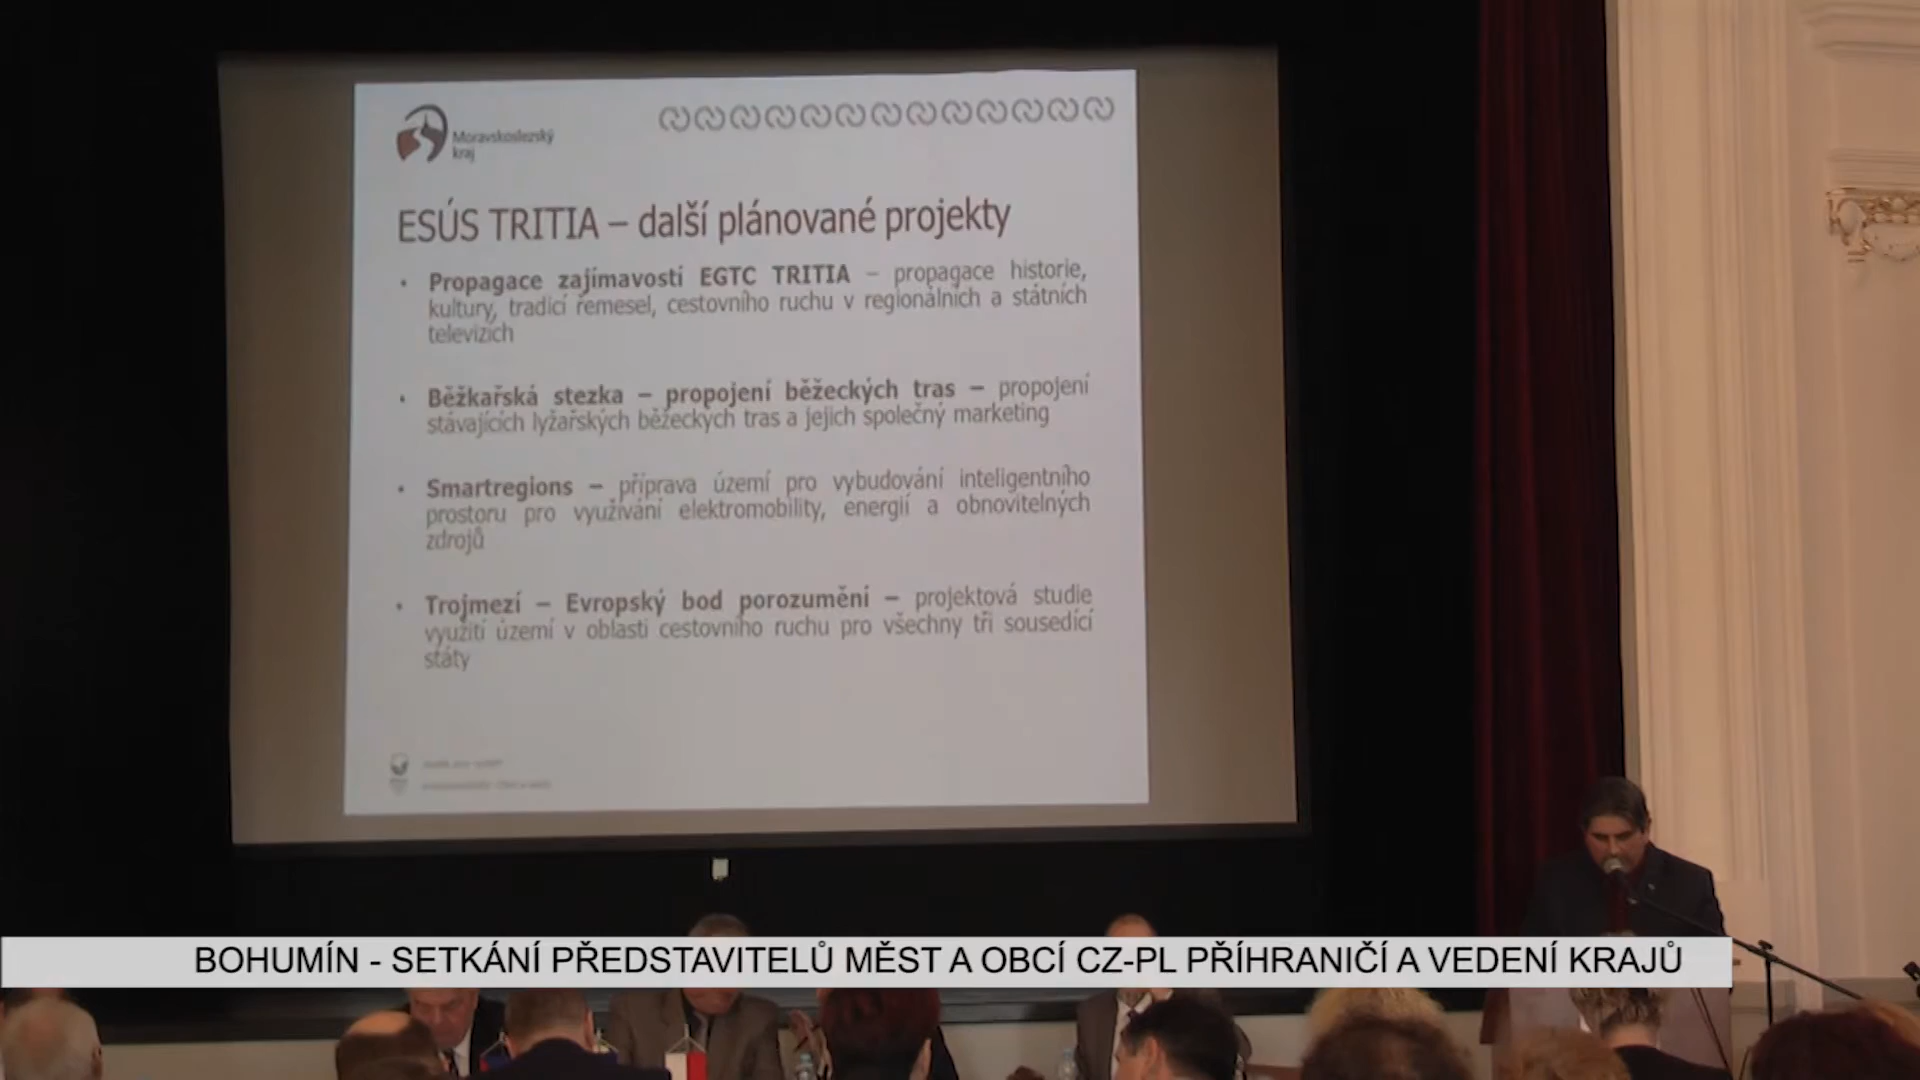 Moravskoslezský
kraj
ESÚS TRITIA – další plánované projekty
• Propagace zajímavostí EGTC TRITIA – propagace historie,
kultury, tradicí řemesel, cestovního ruchu v regionálních a státních
televizích
• Běžkařská stezka – propojení běžeckých tras – propojení
stávajících lyžařských běžeckých tras a jejich společný marketing
• Smartregions – příprava území pro vybudování inteligentního
prostoru pro využívání elektromobility, energií a obnovitelných
zdrojů
• Trojmezí – Evropský bod porozumění – projektová studie
využití území v oblasti cestovního ruchu pro všechny tři sousedící
státy
BOHUMÍN - SETKÁNÍ PŘEDSTAVITELŮ MĚST A OBCÍ CZ-PL PŘÍHRANIČÍ A VEDENÍ KRAJŮ